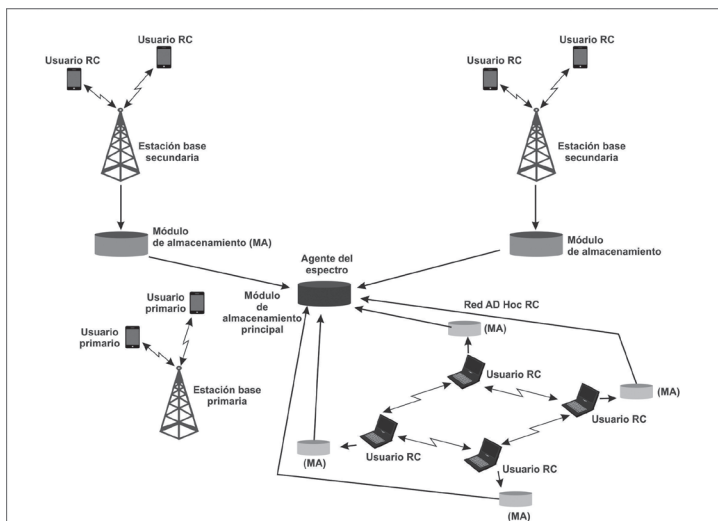 Usuario RC
Usuario RC
Estación base
secundaria
Módulo
de almacenamiento (MA)
Usuario RC
Usuario RC
Estación base
secundaria
Módulo
de almacenamiento
Agente del
espectro
Módulo
de
almacenamiento
principal
Usuario
primario
Usuario
primario
Estación base
primaria
Red AD Hoc RC
(MA)
Usuario RC
(MA)
Usuario RC
Usuario RC
(MA)
Usuario RC
(MA)